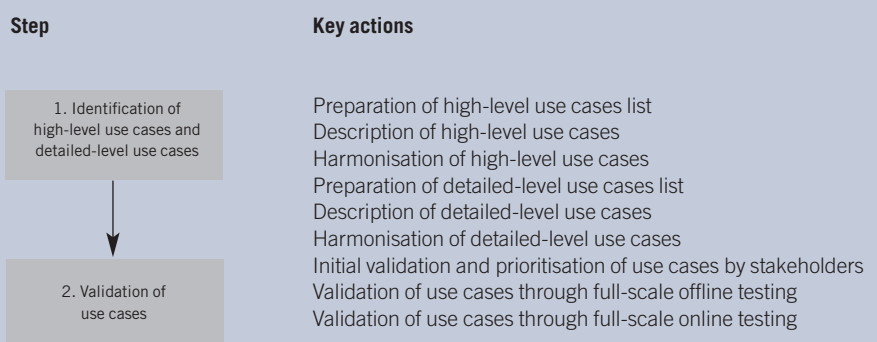 Step
Key actions
1. Identification of
high-level use cases and
detailed-level use cases
Preparation of high-level use cases list
Description of high-level use cases
Harmonisation of high-level use cases
Preparation of detailed-level use cases list
Description of detailed-level use cases
Harmonisation of detailed-level use cases
2. Validation of
use cases
Initial validation and prioritisation of use cases by stakeholders
Validation of use cases through full-scale offline testing
Validation of use cases through full-scale online testing